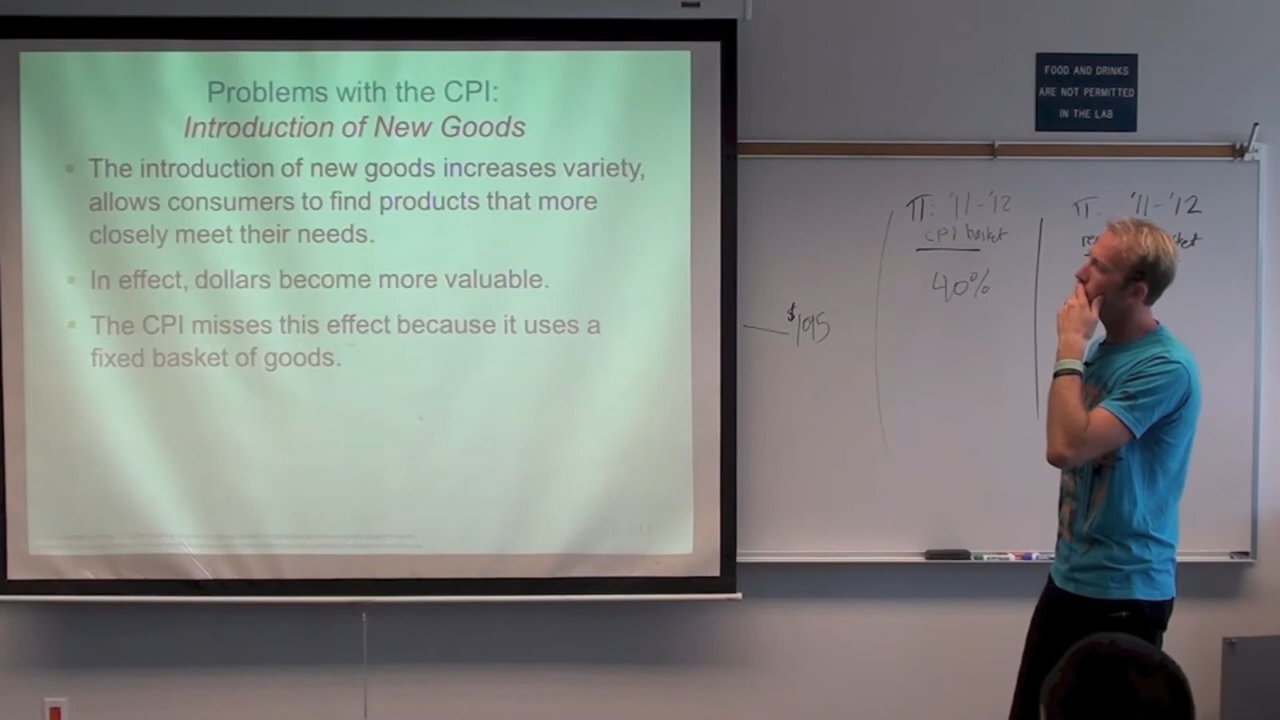 Problems with the CPI:
Introduction of New Goods
The introduction of new goods increases variety,
allows consumers to find products that more
closely meet their needs.
In effect, dollars become more valuable.
The CPI misses this effect because it uses a
fixed basket of goods.
FOOD AND DRINKS
ARE NOT PERMITTED
IN THE LAB
π: '11-'12
CPI basket
40%
π: '11-'12
$1095